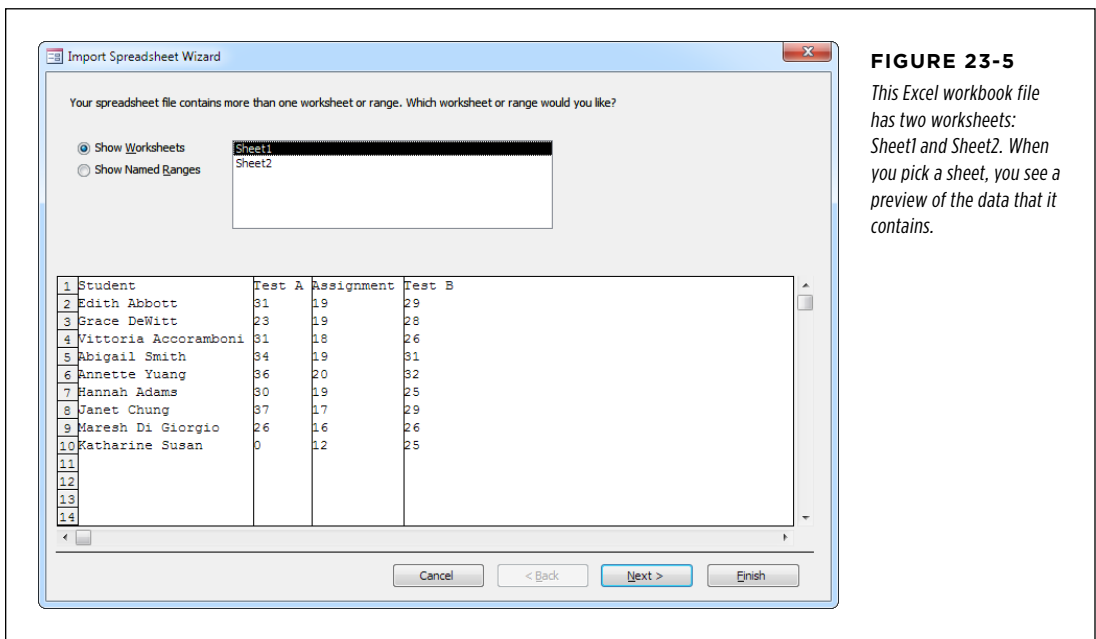 Import Spreadsheet Wizard
Your spreadsheet file contains more than one worksheet or range. Which worksheet or range would you like?
Show Worksheets
Show Named Ranges
Sheet1
Sheet2
1 Student Test A Assignment Test B
2 Edith Abbott 31 19 29
3 Grace DeWitt 23 19 28
4 Vittoria Accoramboni 31 18 26
5 Abigail Smith 34 19 31
6 Annette Yuang 36 20 32
7 Hannah Adams 30 19 25
8 Janet Chung 37 17 29
9 Maresh Di Giorgio 26 16 26
10 Katharine Susan 0 12 25
11
12
13
14
Cancel < Back Next > Finish
FIGURE 23-5
This Excel workbook file
has two worksheets:
Sheet1 and Sheet2. When
you pick a sheet, you see a
preview of the data that it
contains.